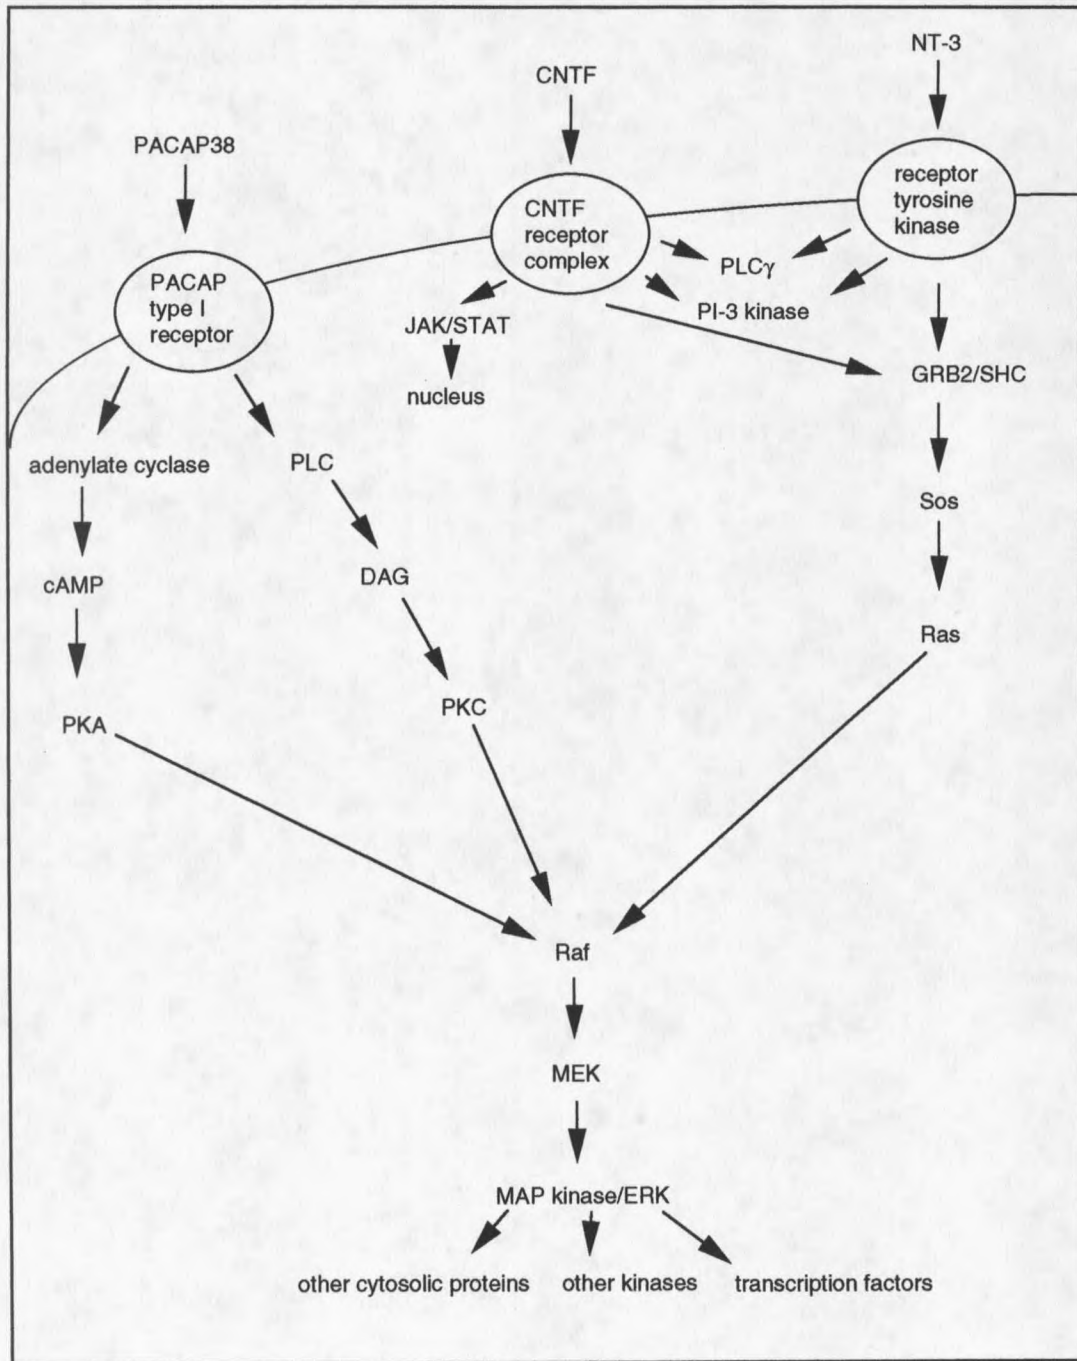 NT-3
CNTF
PACAP38
receptor
tyrosine
kinase
CNTF
receptor
complex
PLCγ
PACAP
type I
receptor
PI-3 kinase
JAK/STAT
GRB2/SHC
nucleus
adenylate cyclase
PLC
Sos
cAMP
DAG
Ras
PKC
PKA
Raf
MEK
MAP kinase/ERK
other cytosolic proteins
other kinases
transcription factors